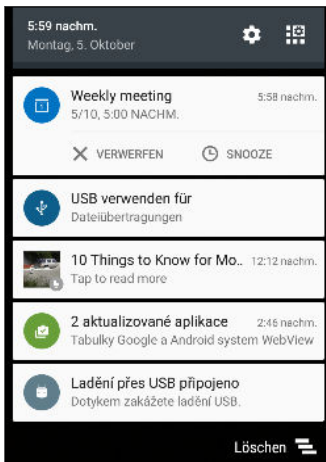 5:59 nachm.
Montag, 5. Oktober
Weekly meeting 5:58 nachm.
5/10, 5:00 NACHM.
VERWERFEN SNOOZE
USB verwenden für
Dateiübertragungen
10 Things to Know for Mo.. 12:12 nachm.
Tap to read more
2 aktualizované aplikace 2:46 nachm.
Tabulky Google a Android system WebView
Ladění přes USB připojeno
Dotykem zakážete ladění USB.
Löschen